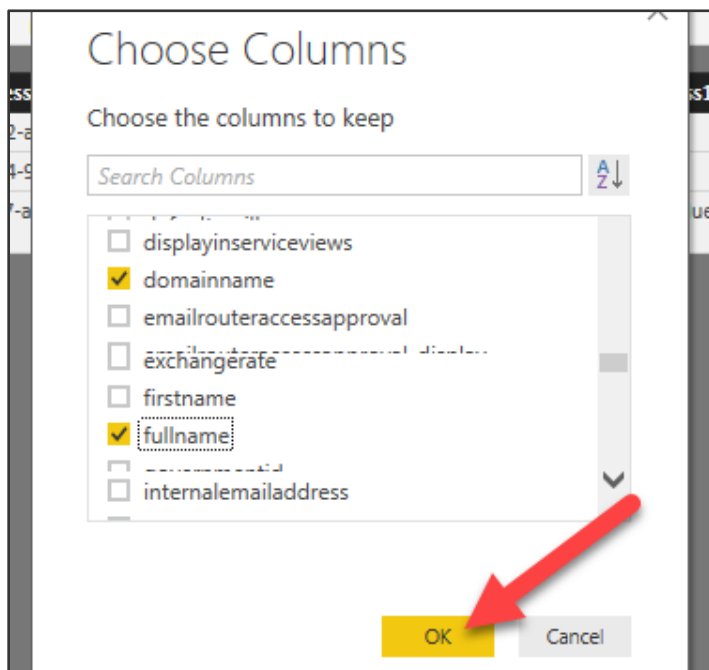 Choose Columns
Choose the columns to keep
Search Columns
displayinserviceviews
domainname
emailrouteraccessapproval
exchangerate
firstname
fullname
internalemailaddress
OK
Cancel